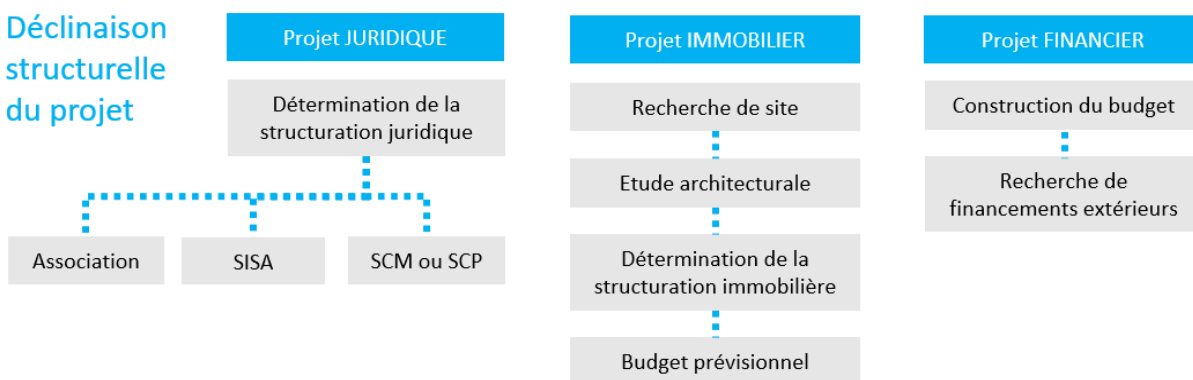 Déclinaison
structurelle
du projet
Projet JURIDIQUE
Détermination de la
structuration juridique
Association
SISA
SCM ou SCP
Projet IMMOBILIER
Recherche de site
Etude architecturale
Détermination de la
structuration immobilière
Budget prévisionnel
Projet FINANCIER
Construction du budget
Recherche de
financements extérieurs